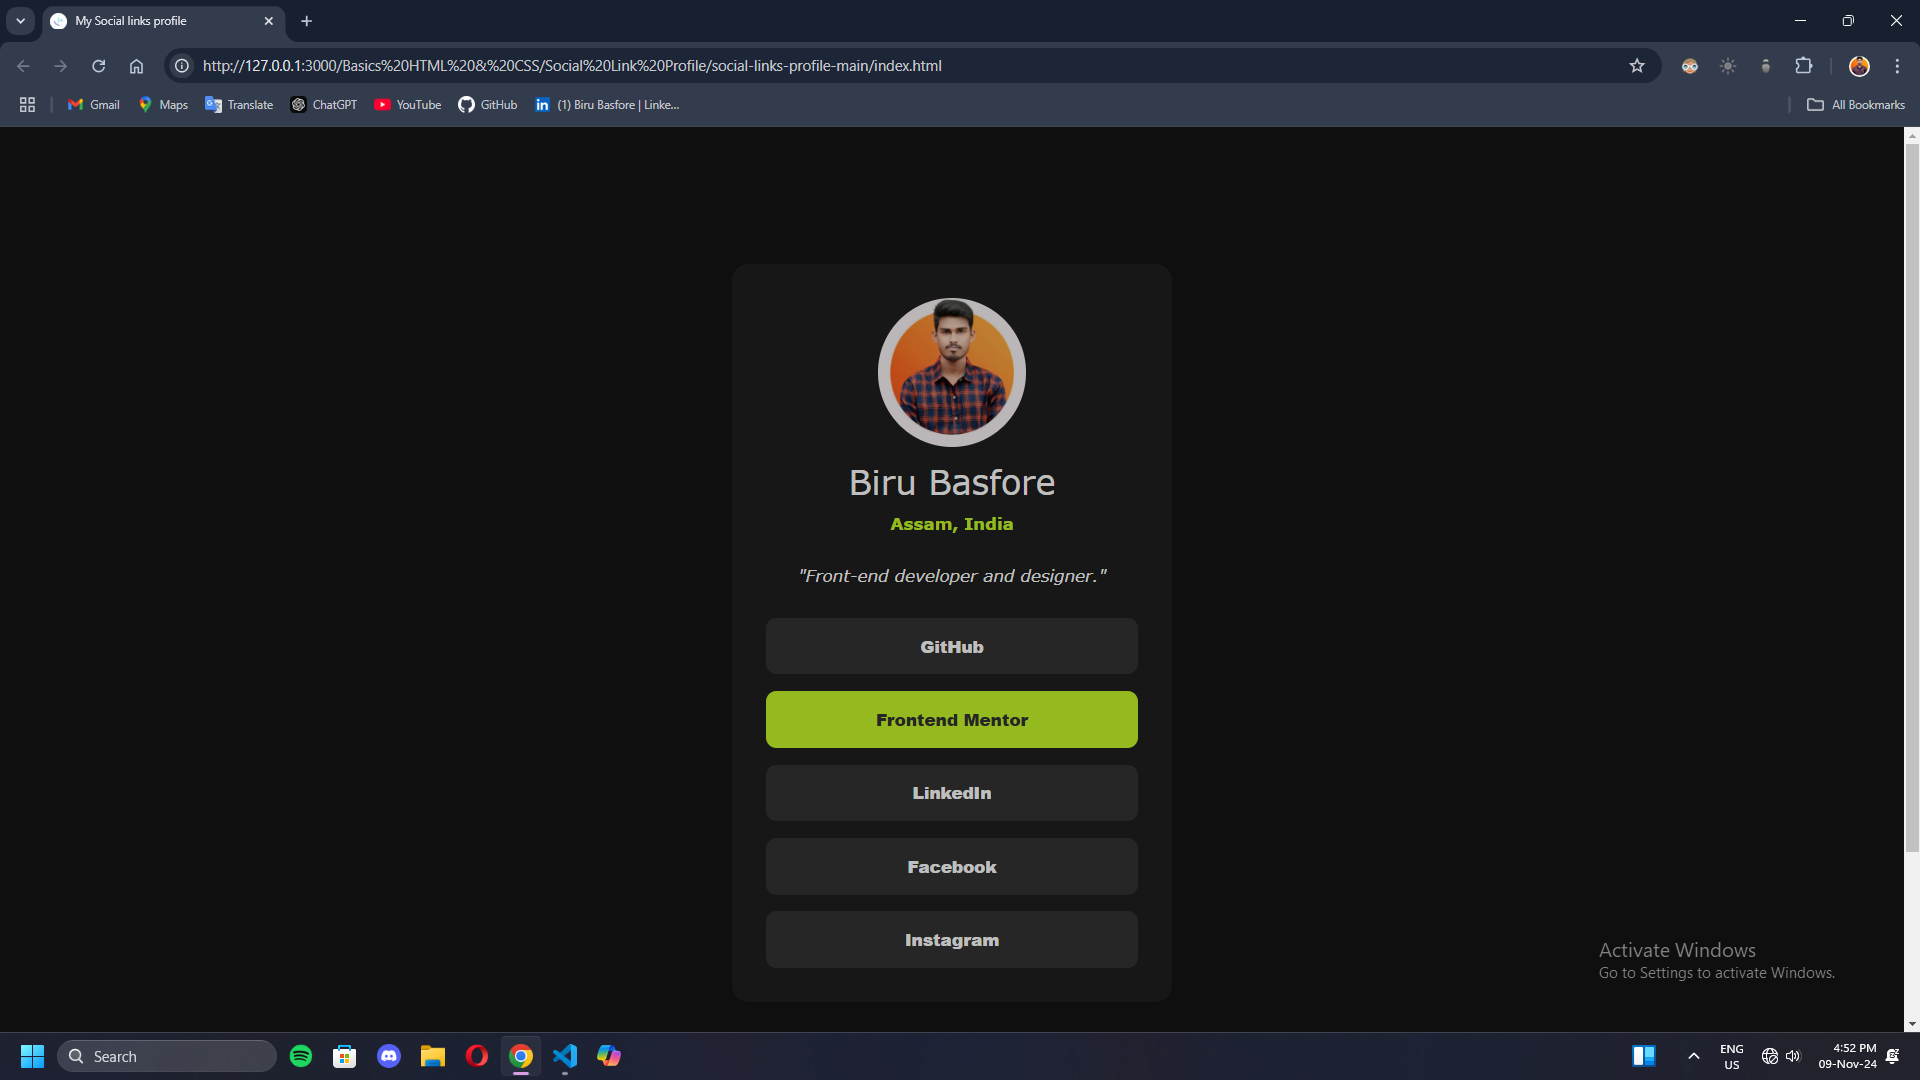 My Social links profile
http://127.0.0.1:3000/Basics%20HTML%20&%20CSS/Social%20Link%20Profile/social-links-profile-main/index.html
Gmail Maps Translate ChatGPT YouTube GitHub (1) Biru Basfore | Linke... All Bookmarks
Biru Basfore
Assam, India
"Front-end developer and designer."
GitHub
Frontend Mentor
LinkedIn
Facebook
Instagram
Activate Windows
Go to Settings to activate Windows.
Search
ENG
US
4:52 PM
09-Nov-24